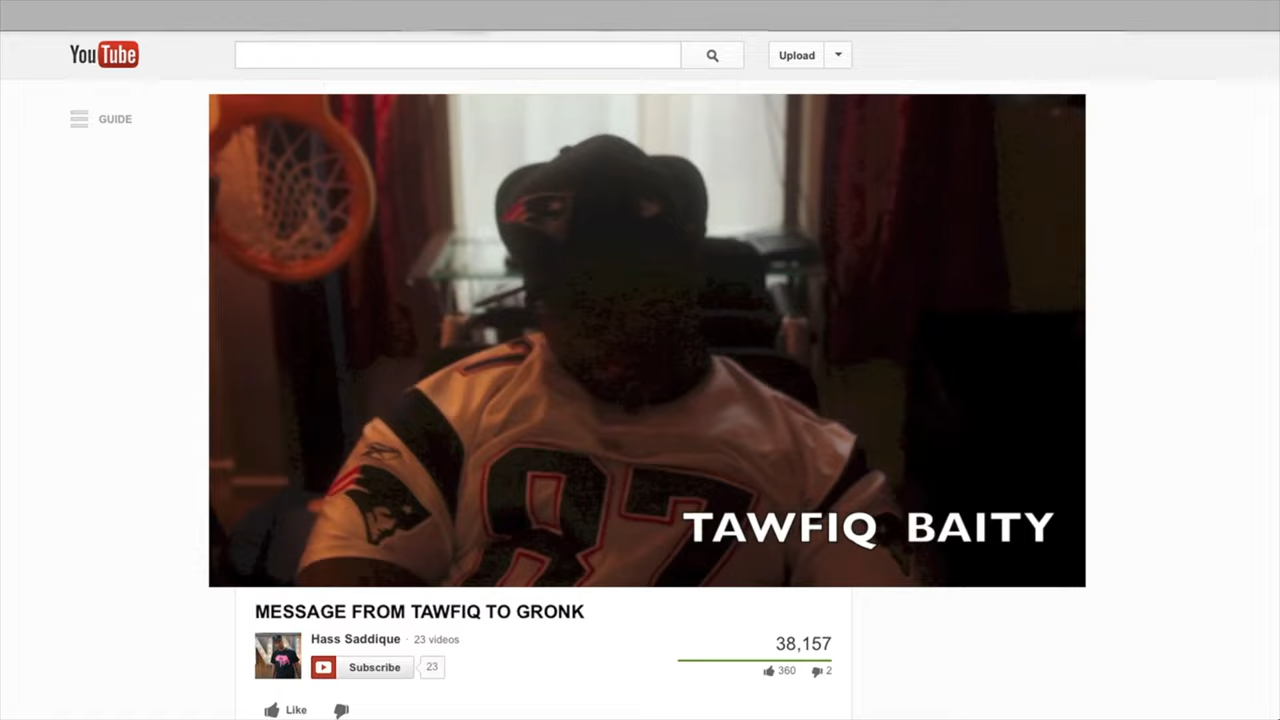 YouTube
Upload
GUIDE
87
TAWFIQ BAITY
MESSAGE FROM TAWFIQ TO GRONK
Hass Saddique · 23 videos
Subscribe 23
38,157
360 2
Like